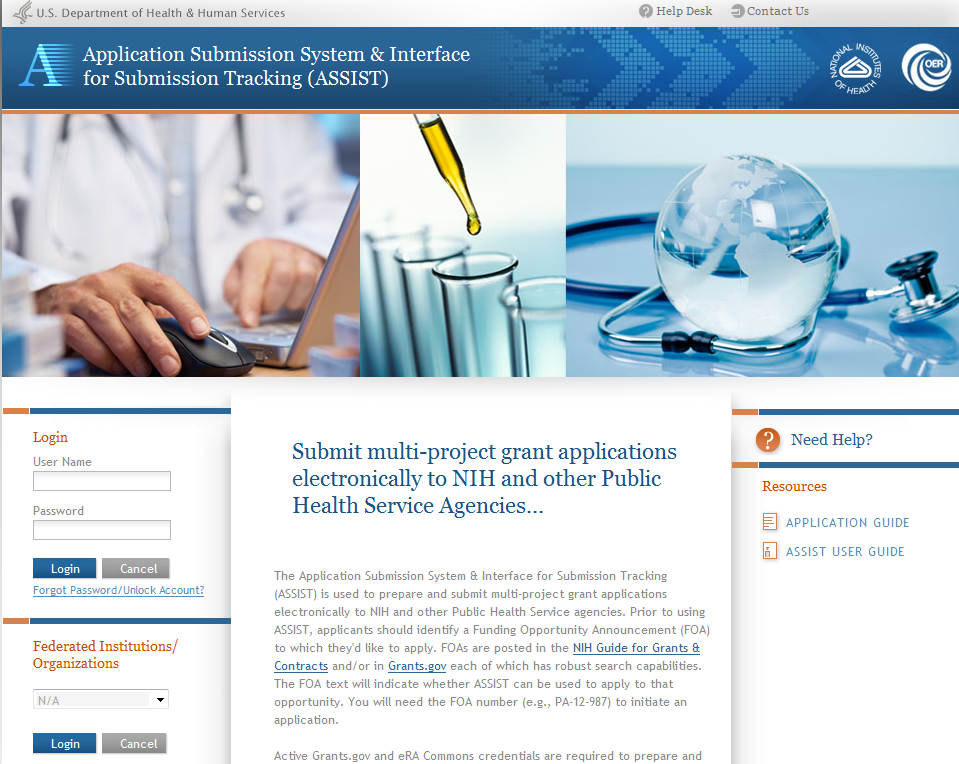 U.S. Department of Health & Human Services
Help Desk
Contact Us
A
Application Submission System & Interface
for Submission Tracking (ASSIST)
NATIONAL INSTITUTES
OF HEALTH
OER
Login
User Name
Password
Login
Cancel
Forgot Password/Unlock Account?
Federated Institutions/
Organizations
N/A
Login
Cancel
Submit multi-project grant applications
electronically to NIH and other Public
Health Service Agencies...
The Application Submission System & Interface for Submission Tracking
(ASSIST) is used to prepare and submit multi-project grant applications
electronically to NIH and other Public Health Service agencies. Prior to using
ASSIST, applicants should identify a Funding Opportunity Announcement (FOA)
to which they'd like to apply. FOAs are posted in the NIH Guide for Grants &
Contracts and/or in Grants.gov each of which has robust search capabilities.
The FOA text will indicate whether ASSIST can be used to apply to that
opportunity. You will need the FOA number (e.g., PA-12-987) to initiate an
application.
Active Grants.gov and eRA Commons credentials are required to prepare and
? Need Help?
Resources
APPLICATION GUIDE
ASSIST USER GUIDE